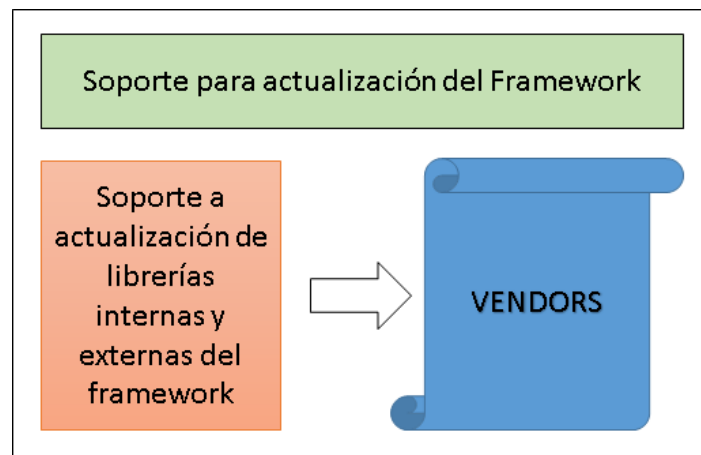 Soporte para actualización del Framework
Soporte a
actualización de
librerías
internas y
externas del
framework
VENDORS